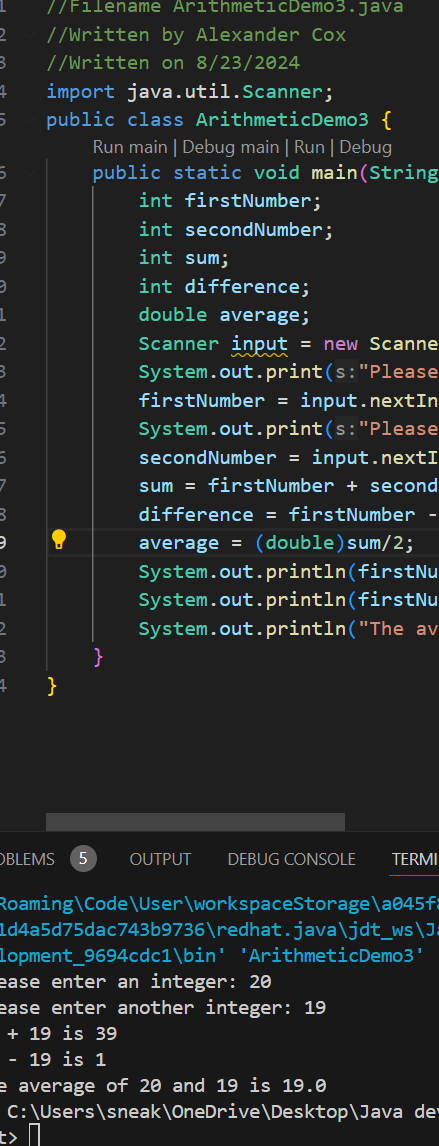 //Filename ArithmeticDemo3.java
//Written by Alexander Cox
//Written on 8/23/2024
import java.util.Scanner;
public class ArithmeticDemo3 {
Run main | Debug main | Run | Debug
public static void main(String
int firstNumber;
int secondNumber;
int sum;
int difference;
double average;
Scanner input = new Scanne
System.out.print(s:"Please
firstNumber = input.nextIn
System.out.print(s:"Please
secondNumber = input.nextI
sum = firstNumber + second
difference = firstNumber -
average = (double)sum/2;
System.out.println(firstNu
System.out.println(firstNu
System.out.println("The av
}
}
OBLEMS 5 OUTPUT DEBUG CONSOLE TERMI
Roaming\Code\User\workspaceStorage\a045f8
1d4a5d75dac743b9736\redhat.java\jdt_ws\Ja
lopment_9694cdc1\bin' 'ArithmeticDemo3'
ease enter an integer: 20
ease enter another integer: 19
+ 19 is 39
- 19 is 1
e average of 20 and 19 is 19.0
C:\Users\sneak\OneDrive\Desktop\Java dev
t>